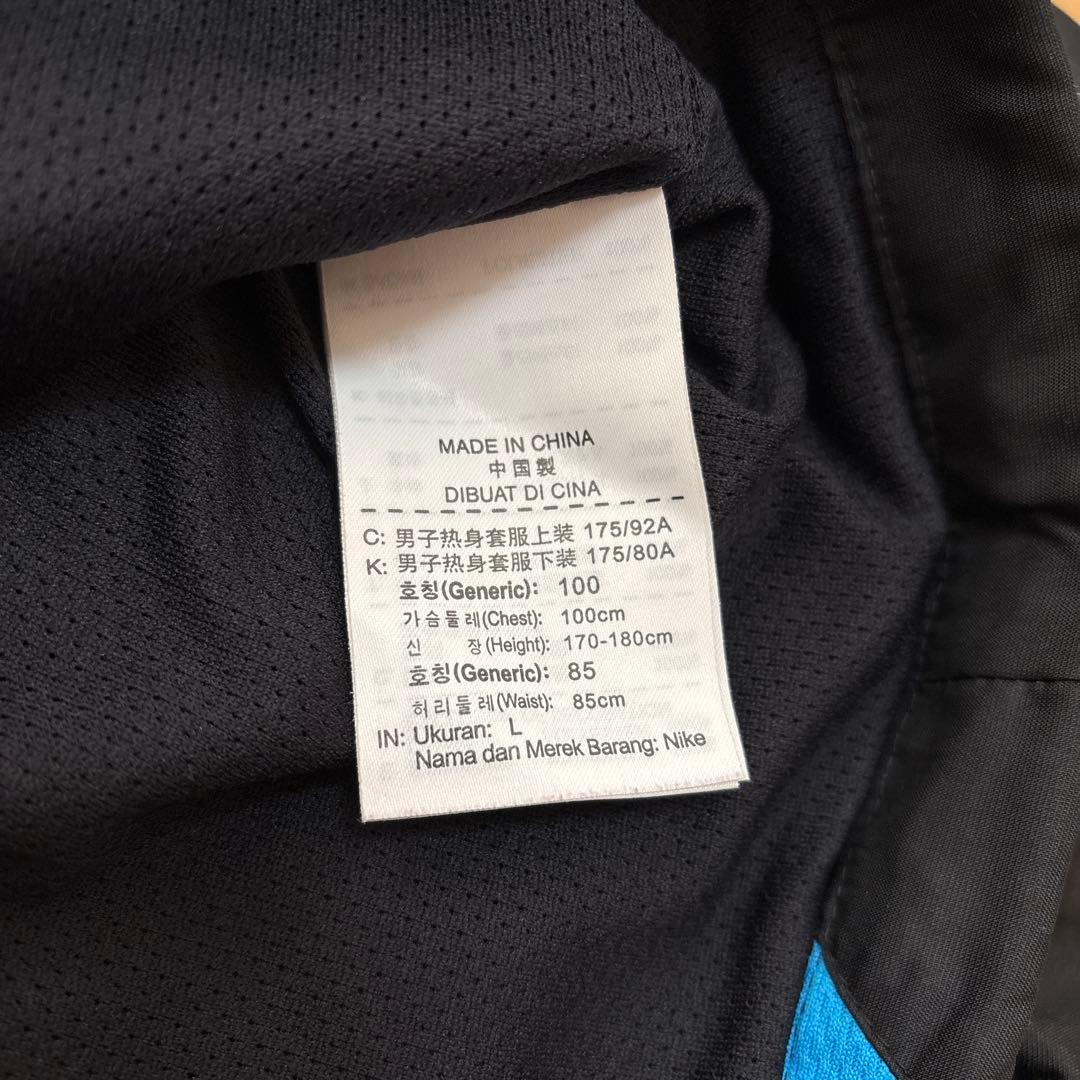 MADE IN CHINA
中国製
DIBUAT DI CINA
C: 男子热身套服上装 175/92A
K: 男子热身套服下装 175/80A
호칭(Generic): 100
가슴둘레(Chest): 100cm
신 장(Height): 170-180cm
호칭(Generic): 85
허리둘레(Waist): 85cm
IN: Ukuran: L
Nama dan Merek Barang: Nike